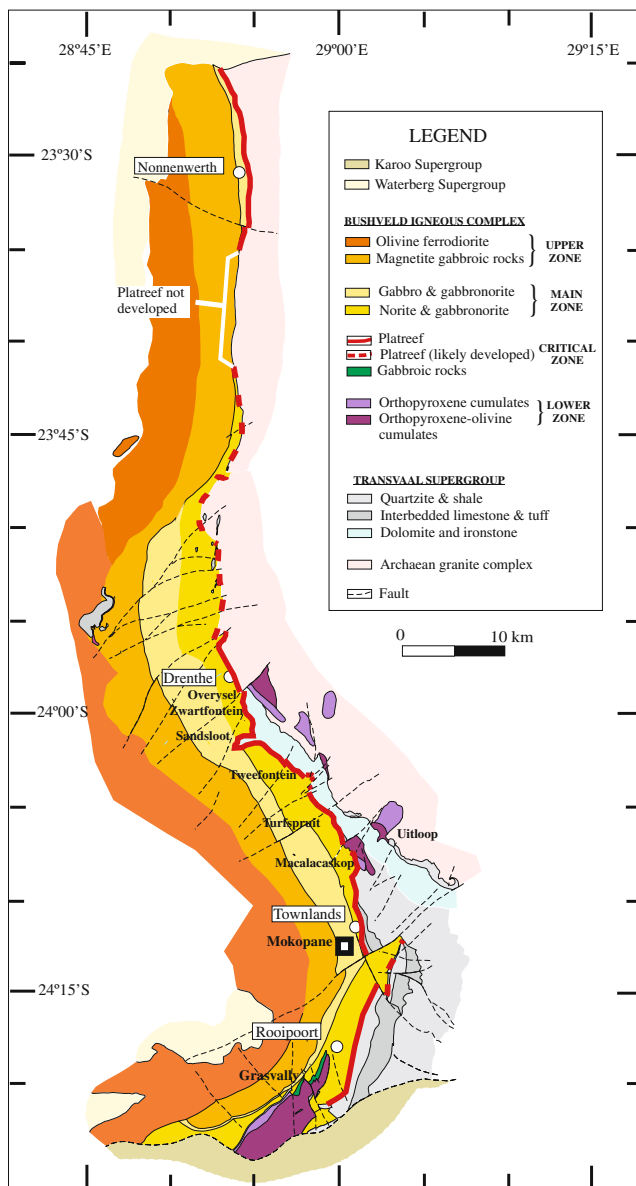 28°45’E
29°00’E
29°15’E
23°30’S
23°45’S
24°00’S
24°15’S
LEGEND
Karoo Supergroup
Waterberg Supergroup
BUSHVELD IGNEOUS COMPLEX
Olivine ferrodiorite
Magnetite gabbroic rocks
UPPER
ZONE
Gabbro & gabbronorite
Norite & gabbronorite
MAIN
ZONE
Platreef
Platreef (likely developed)
Gabbroic rocks
CRITICAL
ZONE
Orthopyroxene cumulates
Orthopyroxene-olivine
cumulates
LOWER
ZONE
TRANSVAAL SUPERGROUP
Quartzite & shale
Interbedded limestone & tuff
Dolomite and ironstone
Archaean granite complex
Fault
0
10 km
Nonnenwerth
Platreef not
developed
Drenthe
Overysel
Zwartfontein
Sandsloot
Tweefontein
Turfspruit
Uitloop
Macalacaskop
Townlands
Mokopane
Rooipoort
Grasvally